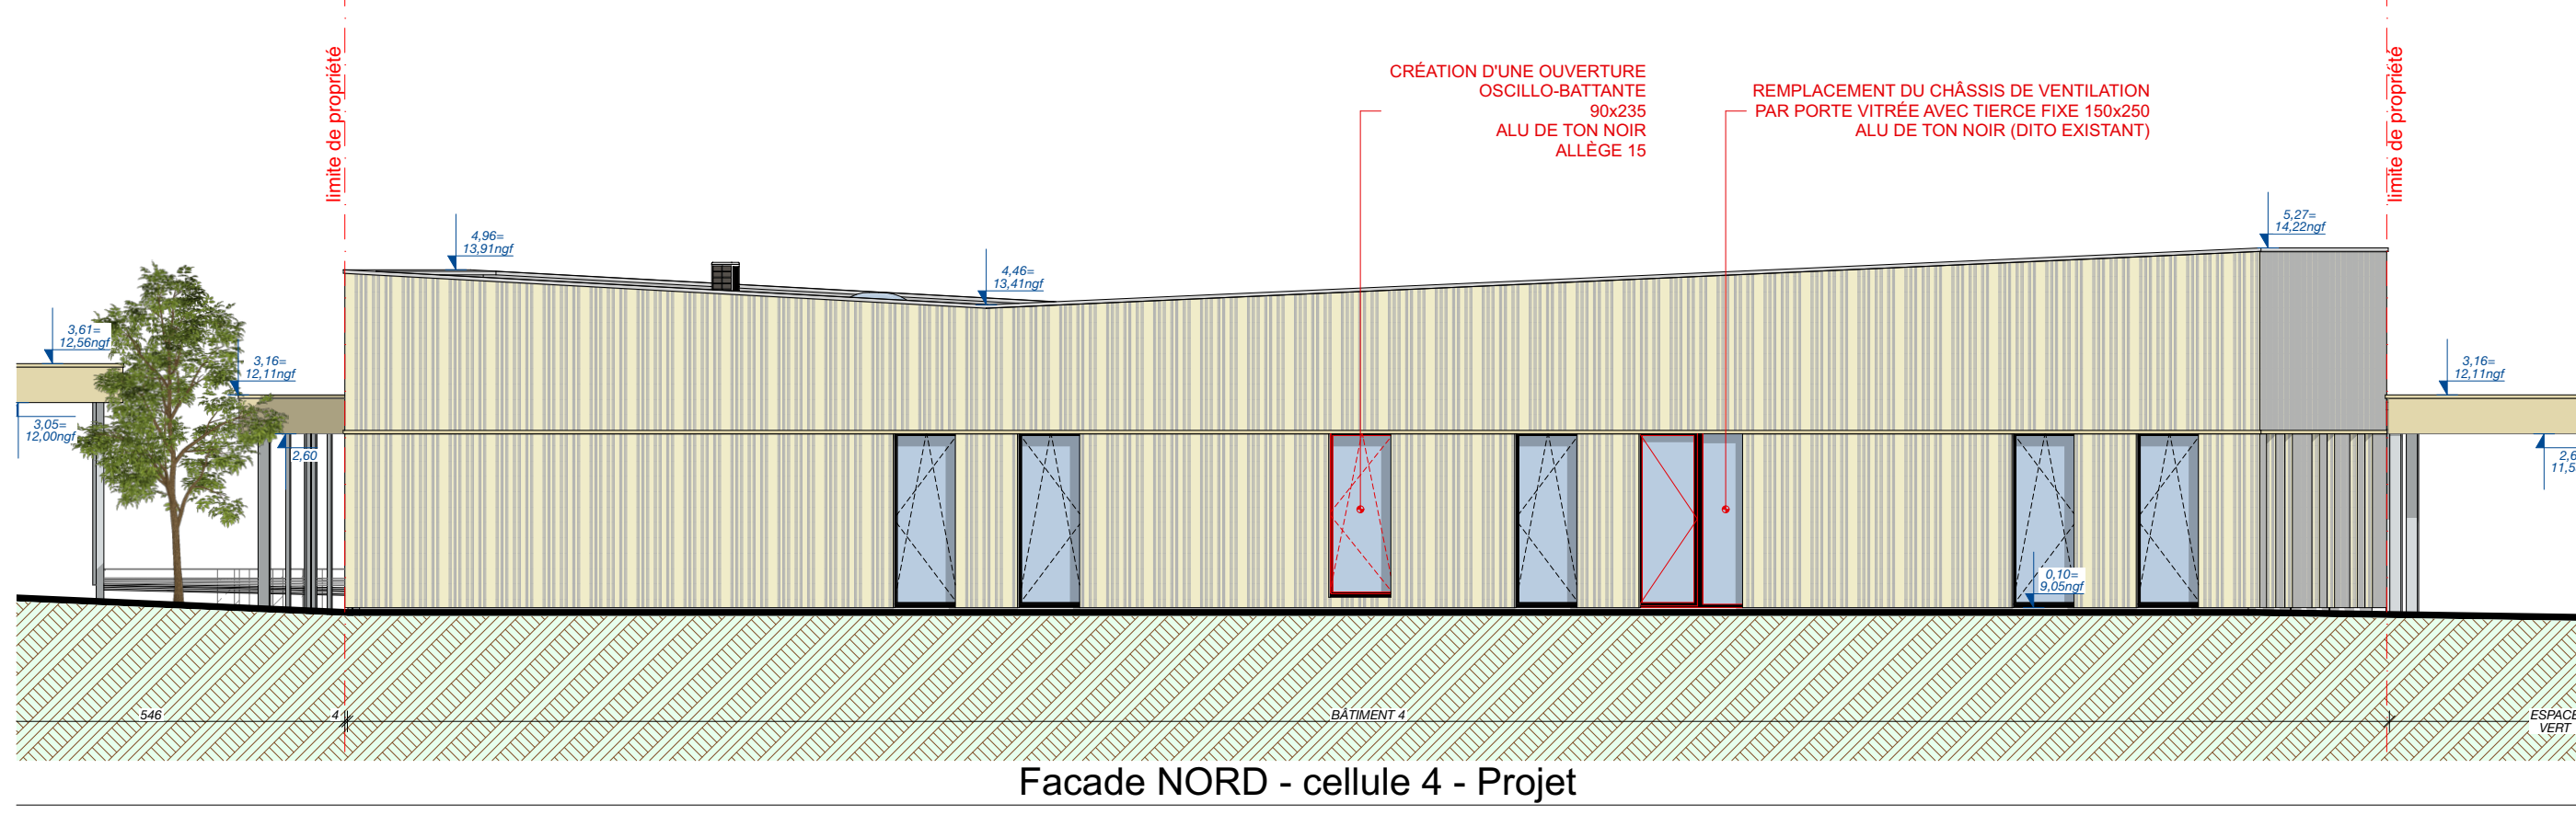 limite de propriété
limite de propriété
CRÉATION D'UNE OUVERTURE
OSCILLO-BATTANTE
90x235
ALU DE TON NOIR
ALLÈGE 15
REMPLACEMENT DU CHÂSSIS DE VENTILATION
PAR PORTE VITRÉE AVEC TIERCE FIXE 150x250
ALU DE TON NOIR (DITO EXISTANT)
4,96=
13,91ngf
4,46=
13,41ngf
5,27=
14,22ngf
3,61=
12,56ngf
3,16=
12,11ngf
3,16=
12,11ngf
3,05=
12,00ngf
2,60
2,6
11,5
0,10=
9,05ngf
546
4
BÂTIMENT 4
ESPACE
VERT
Facade NORD - cellule 4 - Projet